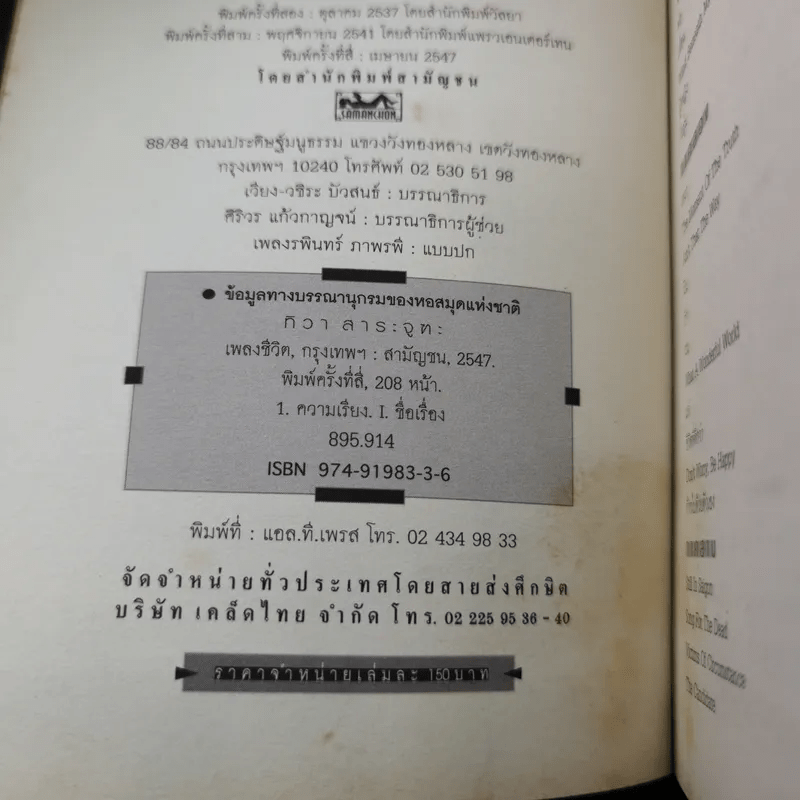 พิมพ์ครั้งที่สอง : ตุลาคม 2537 โดยสำนักพิมพ์วัลยา
พิมพ์ครั้งที่สาม : พฤศจิกายน 2541 โดยสำนักพิมพ์แพรวเอนเตอร์เทน
พิมพ์ครั้งที่สี่ : เมษายน 2547
โดยสำนักพิมพ์สามัญชน
SAMANCHON
88/84 ถนนประดิษฐ์มนูธรรม แขวงวังทองหลาง เขตวังทองหลาง
กรุงเทพฯ 10240 โทรศัพท์ 02 530 51 98
เวียง-วชิระ บัวสนธ์ : บรรณาธิการ
ศิริวร แก้วกาญจน์ : บรรณาธิการผู้ช่วย
เพลงรพินทร์ ภาพรพี : แบบปก
● ข้อมูลทางบรรณานุกรมของหอสมุดแห่งชาติ
ทิวา สาระจูฑะ
เพลงชีวิต, กรุงเทพฯ : สามัญชน, 2547.
พิมพ์ครั้งที่สี่, 208 หน้า.
1. ความเรียง. I. ชื่อเรื่อง
895.914
ISBN 974-91983-3-6
พิมพ์ที่ : แอล.ที.เพรส โทร. 02 434 98 33
จัดจำหน่ายทั่วประเทศโดยสายส่งศึกษิต
บริษัท เคล็ดไทย จำกัด โทร. 02 225 95 36 - 40
ราคาจำหน่ายเล่มละ 150 บาท
Of The Truth
The Way
A Wonderful World
Don't Worry, Be Happy
Still In Saigon
Song For The Dead
Victims Of Circumstance
The Candidate